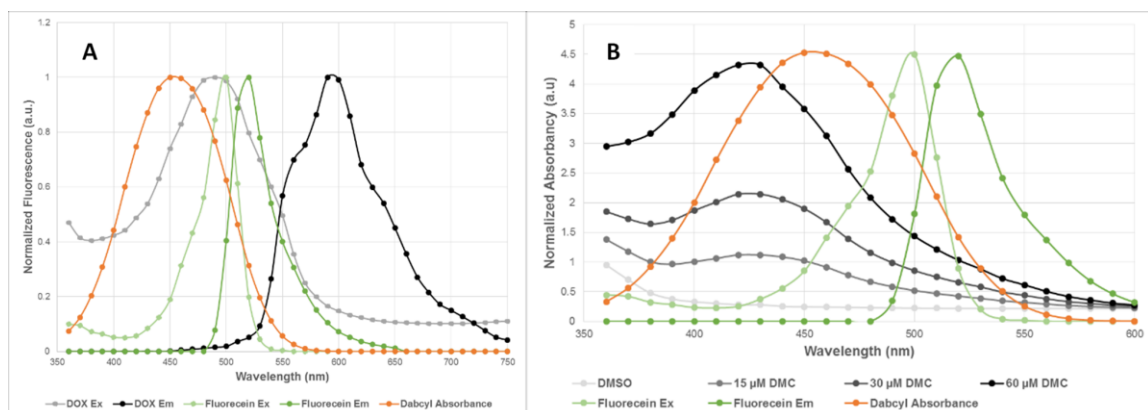 A
Normalized Fluorescence (a.u.)
1.2
1
0.8
0.6
0.4
0.2
0
350 400 450 500 550 600 650 700 750
Wavelength (nm)
DOX Ex DOX Em Fluorecein Ex Fluorecein Em Dabcyl Absorbance
B
Normalized Absorbancy (a.u)
5
4.5
4
3.5
3
2.5
2
1.5
1
0.5
0
350 400 450 500 550 600
Wavelength (nm)
DMSO 15 µM DMC 30 µM DMC 60 µM DMC
Fluorecein Ex Fluorecein Em Dabcyl Absorbance